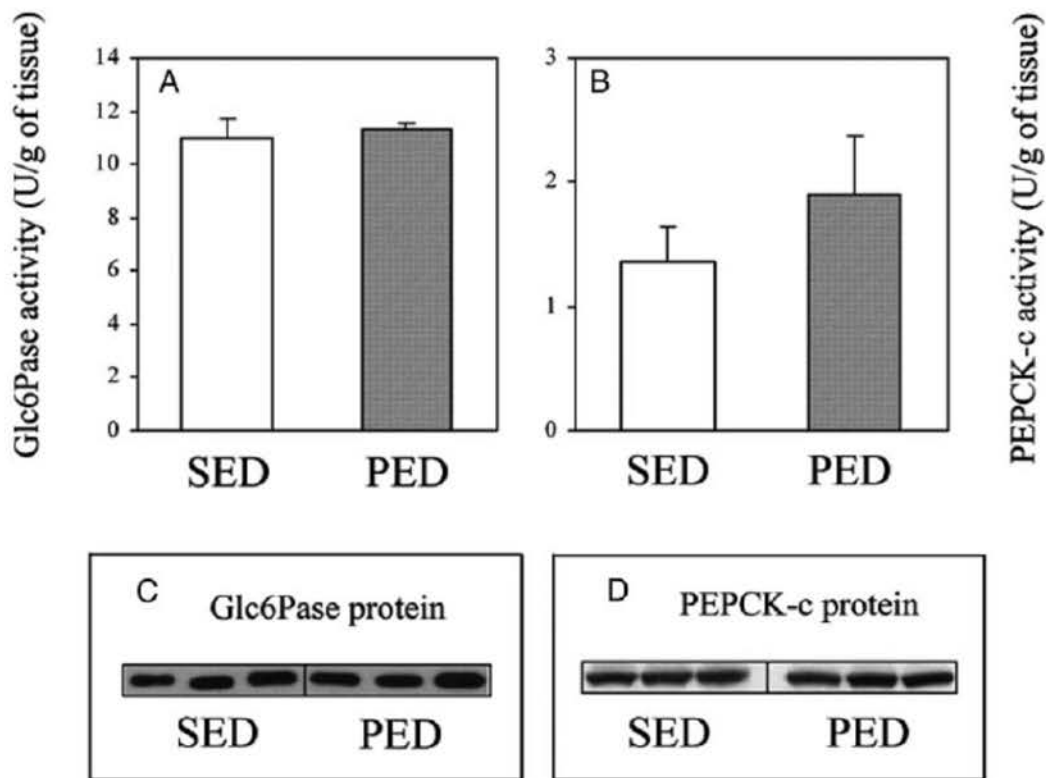 Glc6Pase activity (U/g of tissue)
14
12
10
8
6
4
2
0
A
SED PED
3
2
1
0
B
SED PED
PEPCK-c activity (U/g of tissue)
C
Glc6Pase protein
SED PED
D
PEPCK-c protein
SED PED